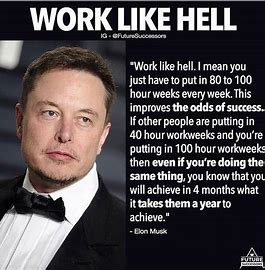 WORK LIKE HELL
IG - @FutureSuccessors
"Work like hell. I mean you
just have to put in 80 to 100
hour weeks every week. This
improves the odds of success..
If other people are putting in
40 hour workweeks and you're
putting in 100 hour workweeks
then even if you're doing the
same thing, you know that you
will achieve in 4 months what
it takes them a year to
achieve."
- Elon Musk
FUTURE
SUCCESSORS